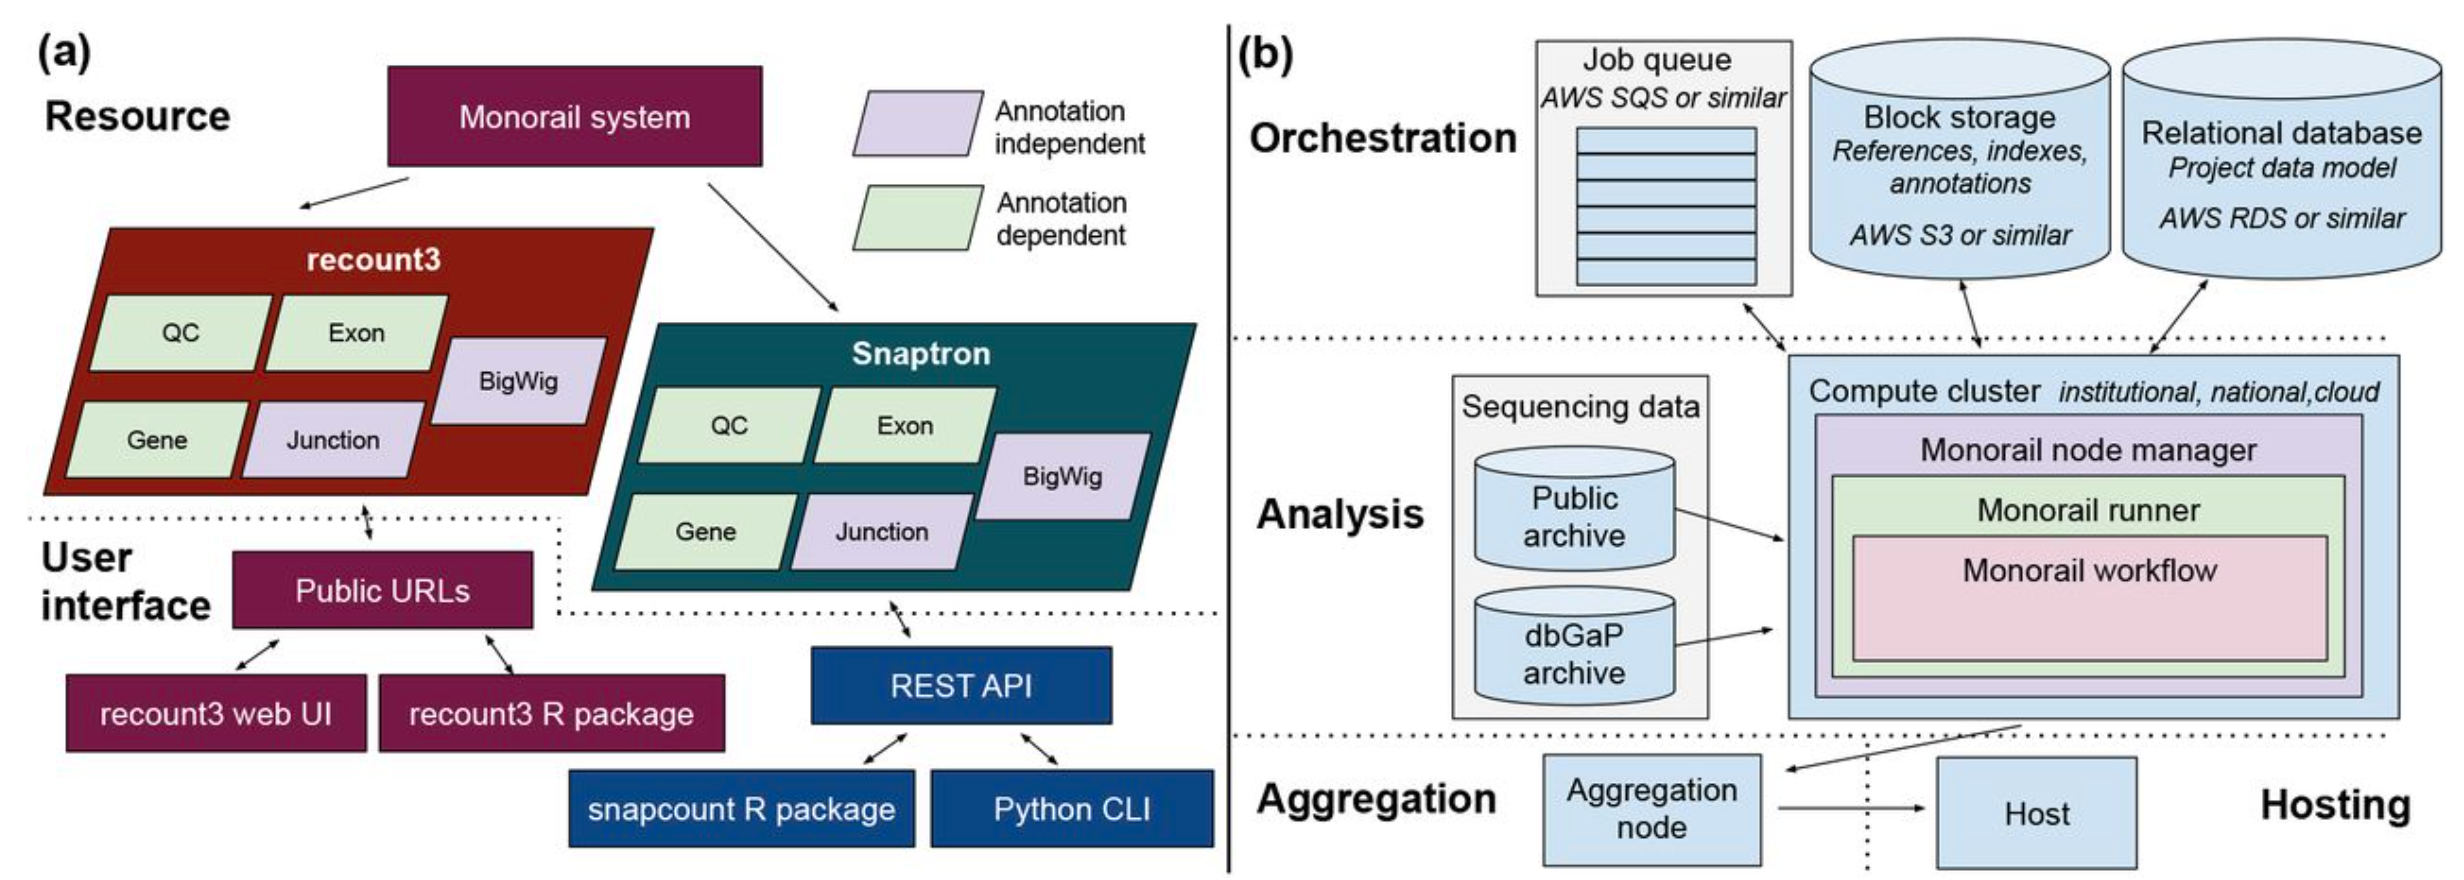 (a)
Resource
Monorail system
Annotation
independent
Annotation
dependent
recount3
QC
Exon
BigWig
Gene
Junction
Snaptron
QC
Exon
BigWig
Gene
Junction
User
interface
Public URLs
recount3 web UI
recount3 R package
REST API
snapcount R package
Python CLI
(b)
Orchestration
Job queue
AWS SQS or similar
Block storage
References, indexes,
annotations
AWS S3 or similar
Relational database
Project data model
AWS RDS or similar
Analysis
Sequencing data
Public
archive
dbGaP
archive
Compute cluster institutional, national,cloud
Monorail node manager
Monorail runner
Monorail workflow
Aggregation
Aggregation
node
Host
Hosting